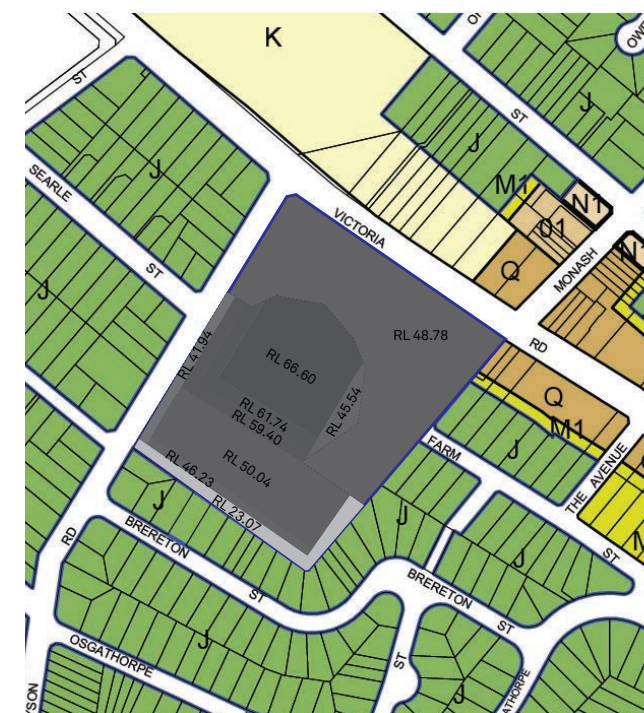 K
ST
J
J
ST
M1
N1
01
Q
MONASH
SEARLE
ST
J
J
VICTORIA
RD
RL 48.78
RL 41.94
RL 66.60
RL 61.74
RL 59.40
RL 45.54
RL 50.04
RL 46.23
RL 23.07
Q
M1
J
FARM
ST
THE AVENUE
J
J
J
RD
BRERETON
ST
BRERETON
ST
J
OSGATHORPE
ST
J